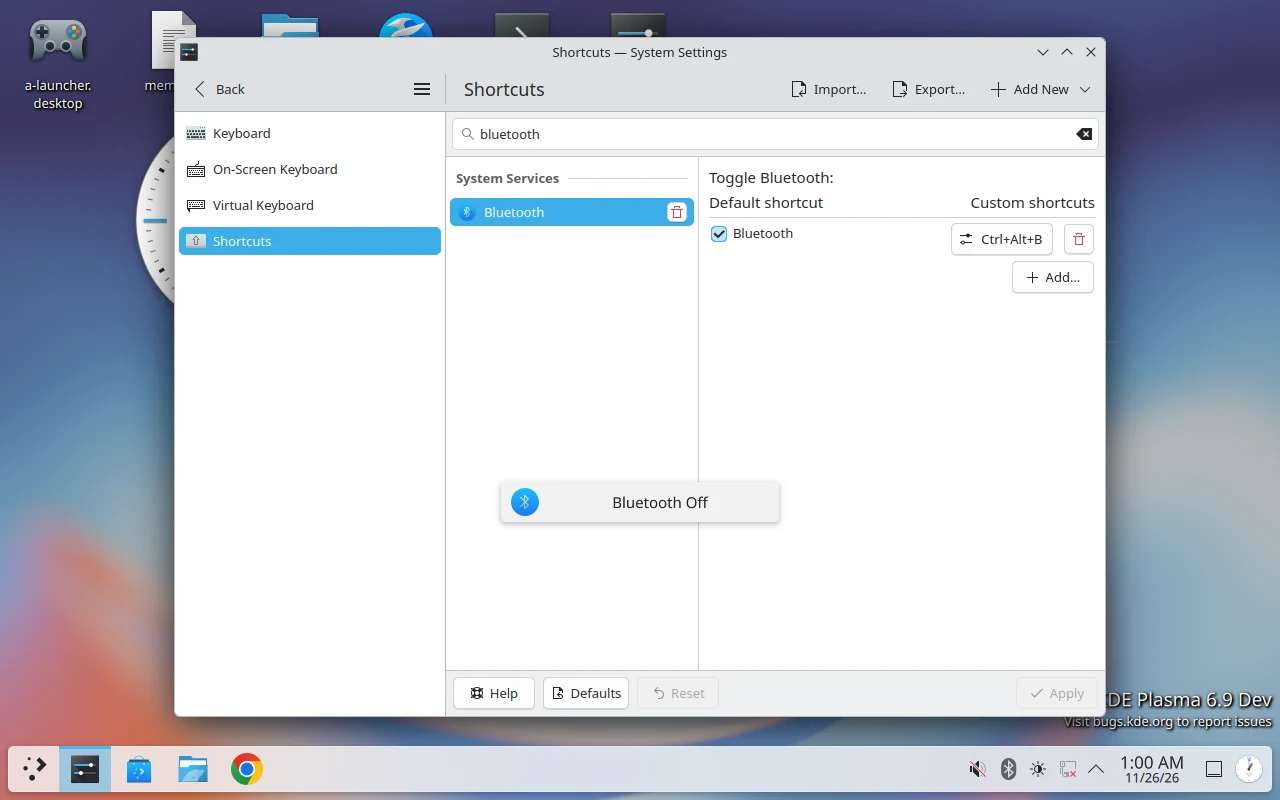 a-launcher.
desktop
mem
Shortcuts — System Settings
Back
Shortcuts
Import...
Export...
Add New
Keyboard
On-Screen Keyboard
Virtual Keyboard
Shortcuts
bluetooth
System Services
Bluetooth
Toggle Bluetooth:
Default shortcut
Custom shortcuts
Bluetooth
Ctrl+Alt+B
Add...
Bluetooth Off
Help
Defaults
Reset
Apply
DE Plasma 6.9 Dev
Visit bugs.kde.org to report issues
1:00 AM
11/26/26